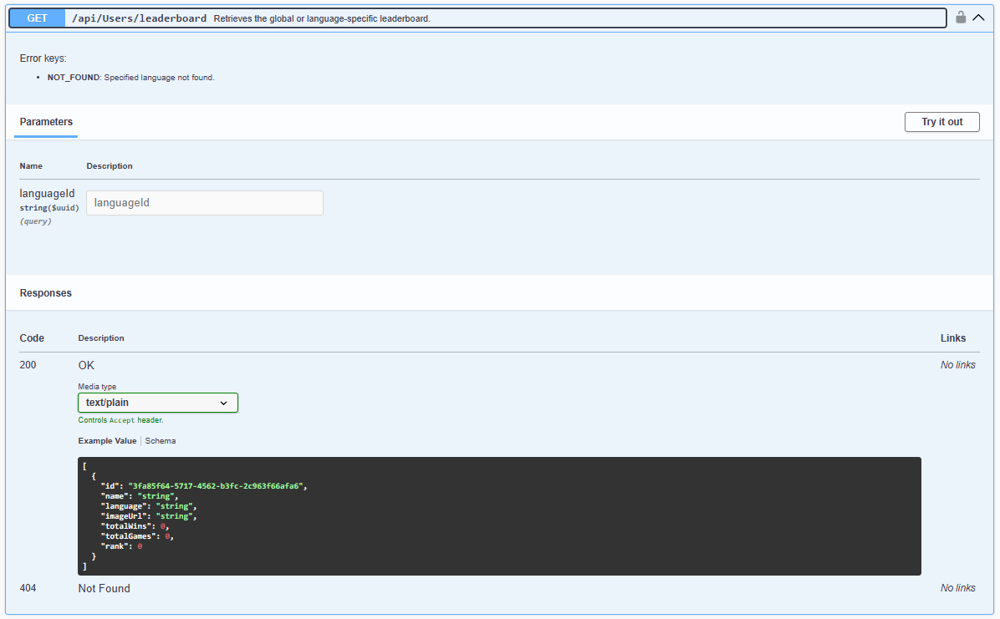 GET /api/Users/leaderboard Retrieves the global or language-specific leaderboard.
Error keys:
• NOT_FOUND: Specified language not found.
Parameters
Try it out
Name Description
languageId
string($uuid)
(query)
languageId
Responses
Code Description Links
200 OK No links
Media type
text/plain
Controls Accept header.
Example Value Schema
[
  {
    "id": "3fa85f64-5717-4562-b3fc-2c963f66afa6",
    "name": "string",
    "language": "string",
    "imageUrl": "string",
    "totalWins": 0,
    "totalGames": 0,
    "rank": 0
  }
]
404 Not Found No links